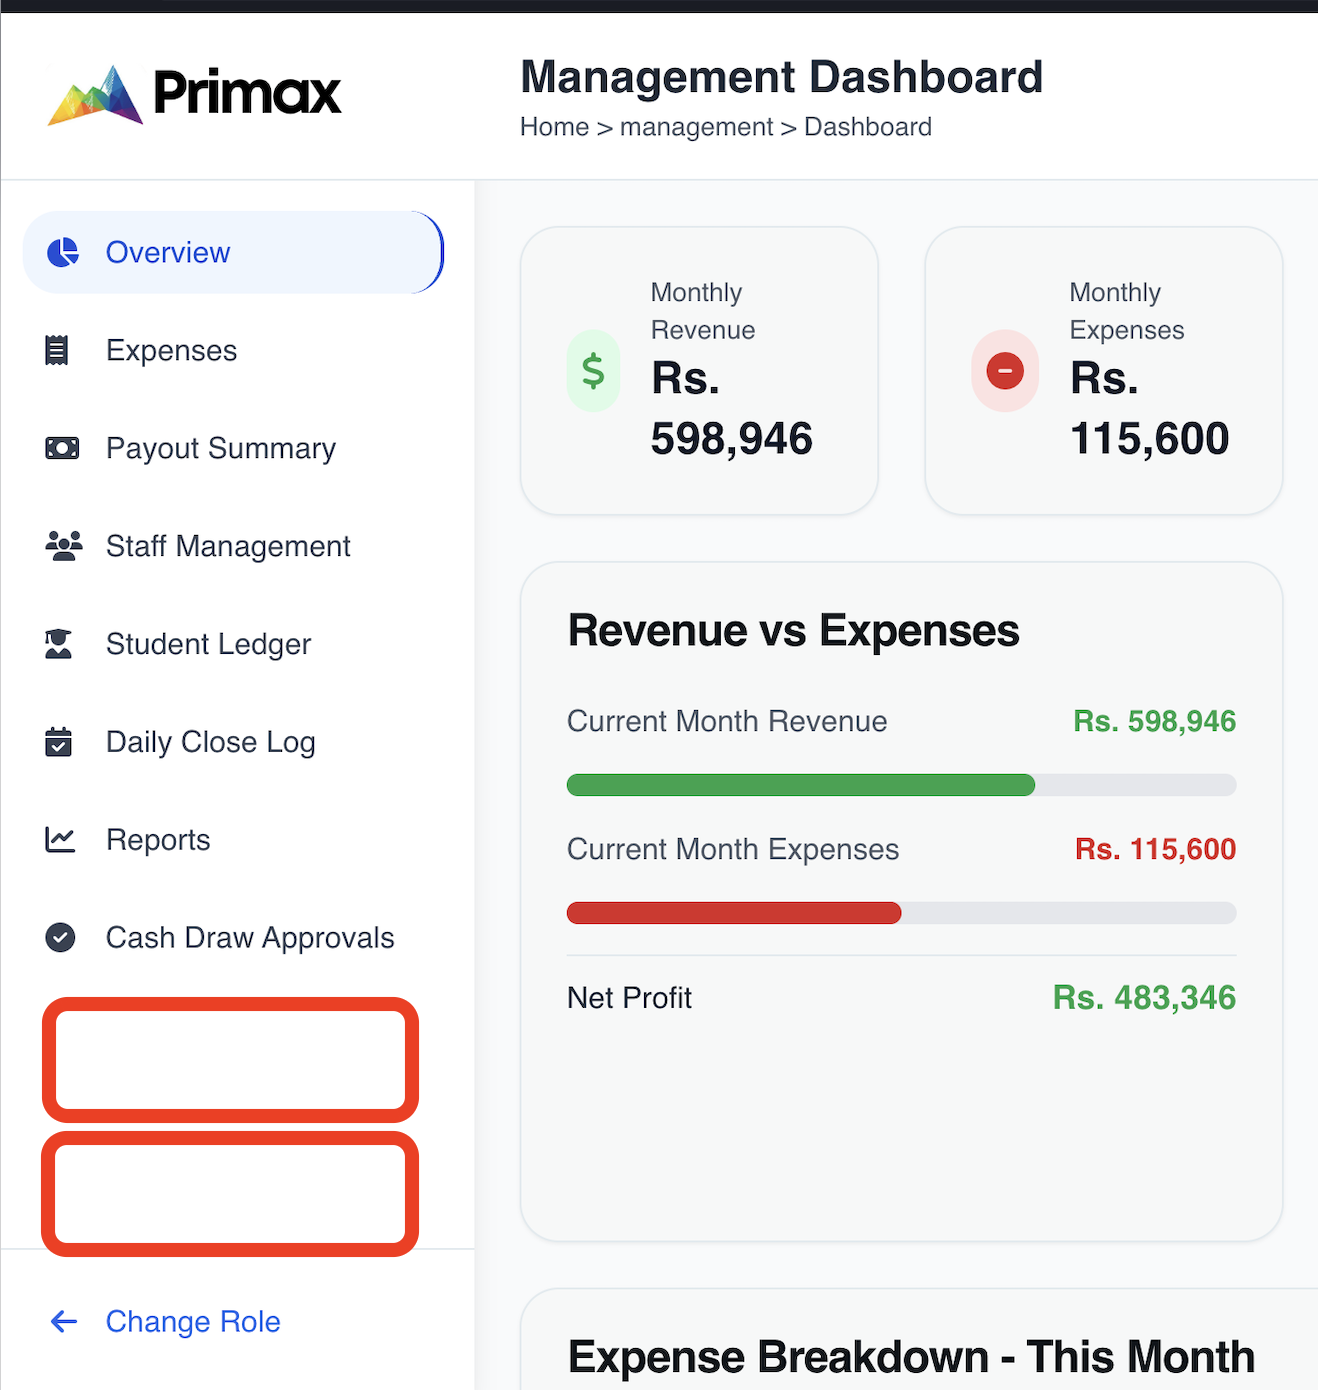 Primax
Management Dashboard
Home > management > Dashboard
Overview
Expenses
Payout Summary
Staff Management
Student Ledger
Daily Close Log
Reports
Cash Draw Approvals
Change Role
Monthly
Revenue
Rs.
598,946
Monthly
Expenses
Rs.
115,600
Revenue vs Expenses
Current Month Revenue Rs. 598,946
Current Month Expenses Rs. 115,600
Net Profit Rs. 483,346
Expense Breakdown - This Month